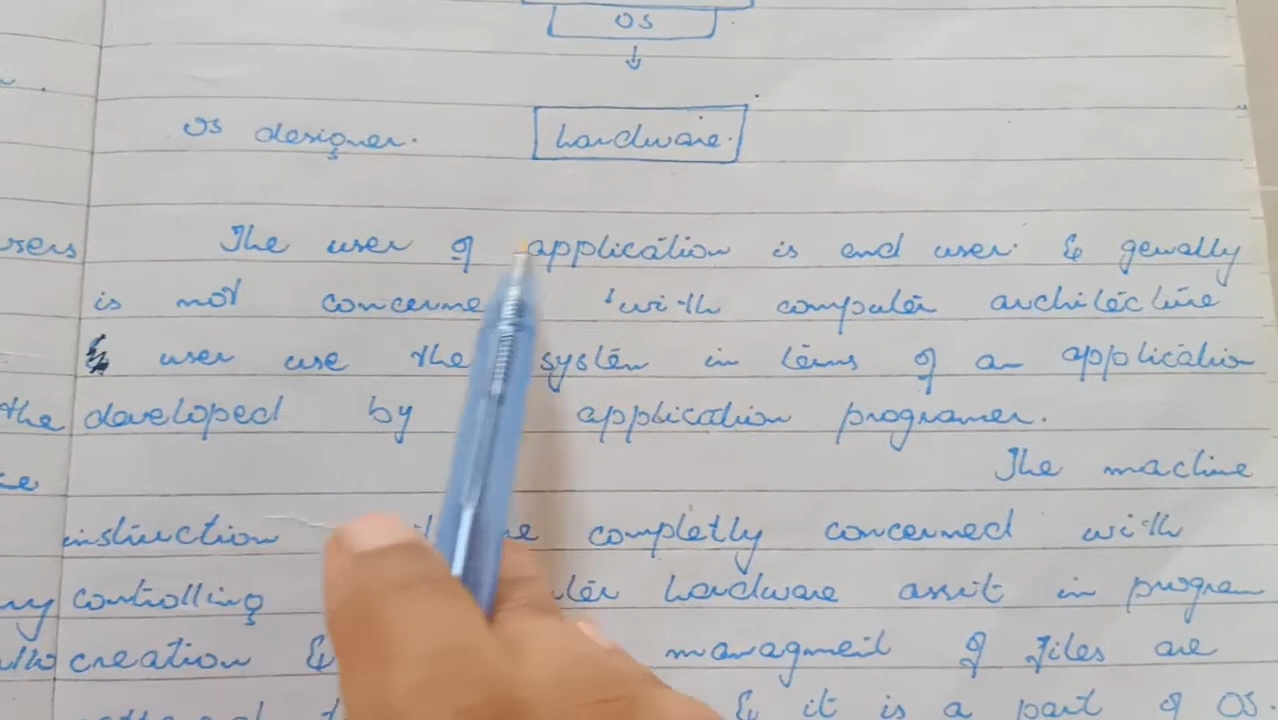 OS
OS designer. hardware.
users The user of application is end user. & genally
is not concerne with computer architecture
user use the system in terms of an application
the developed by application programer.
The machine
instruction completly concerned with
controlling hardware assit in program
creation & managment of files are
& it is a part of OS.